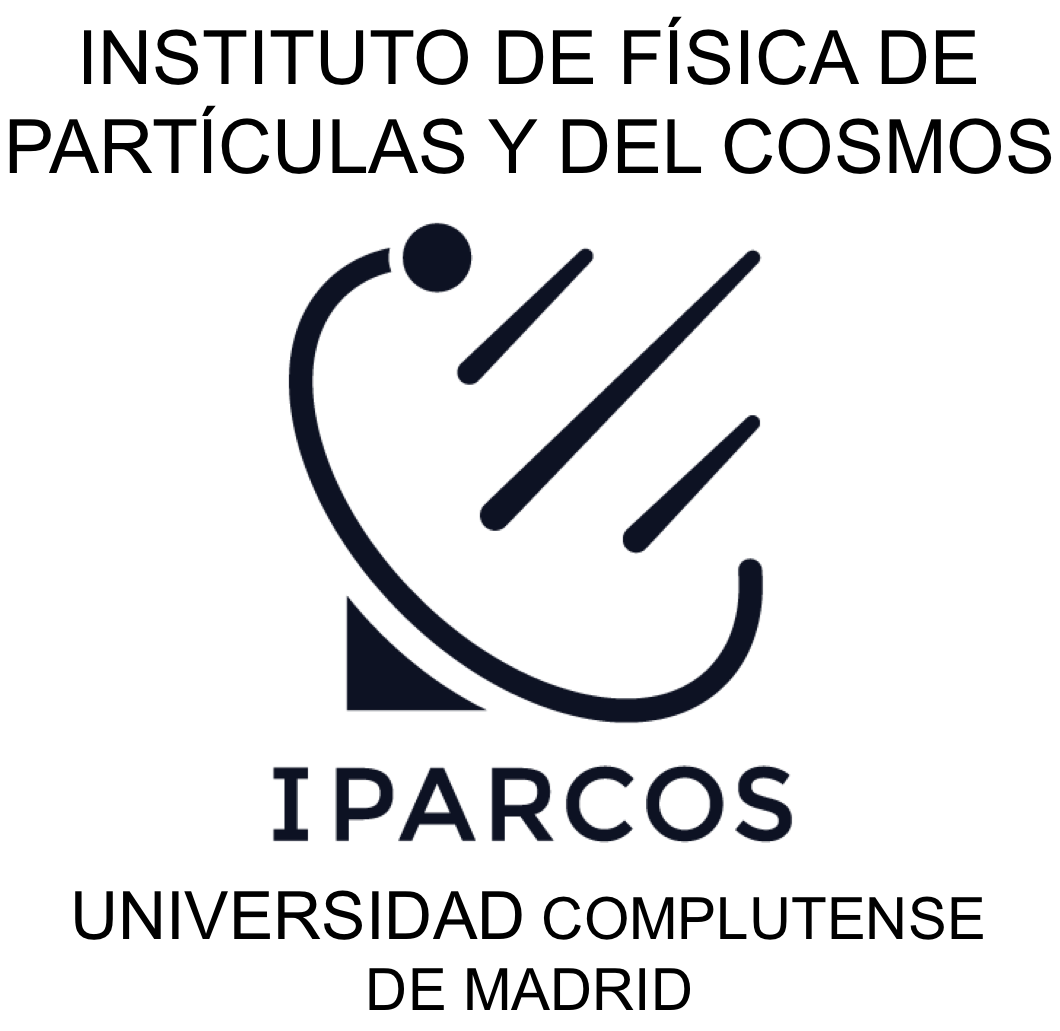 INSTITUTO DE FÍSICA DE
PARTÍCULAS Y DEL COSMOS
IPARCOS
UNIVERSIDAD COMPLUTENSE
DE MADRID